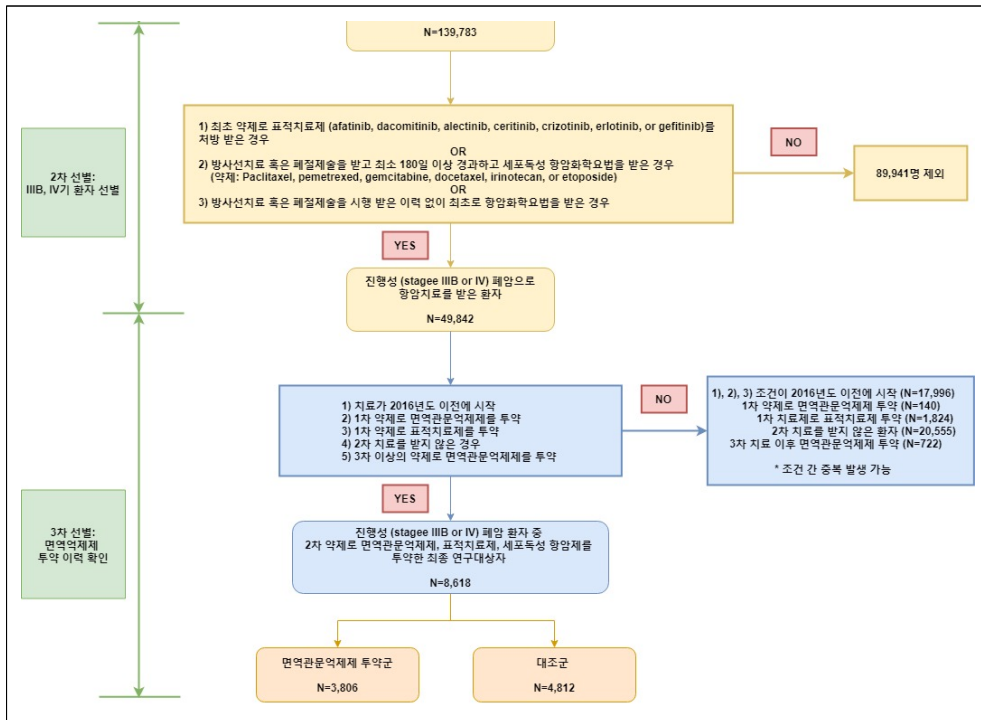 N=139,783
1) 최초 약제로 표적치료제 (afatinib, dacomitinib, alectinib, ceritinib, crizotinib, erlotinib, or gefitinib)를
처방 받은 경우
OR
2) 방사선치료 혹은 폐절제술을 받고 최소 180일 이상 경과하고 세포독성 항암화학요법을 받은 경우
(약제: Paclitaxel, pemetrexed, gemcitabine, docetaxel, irinotecan, or etoposide)
OR
3) 방사선치료 혹은 폐절제술을 시행 받은 이력 없이 최초로 항암화학요법을 받은 경우
NO
89,941명 제외
2차 선별:
IIIB, IV기 환자 선별
YES
진행성 (stagee IIIB or IV) 폐암으로
항암치료를 받은 환자
N=49,842
1) 치료가 2016년도 이전에 시작
2) 1차 약제로 면역관문억제제를 투약
3) 1차 약제로 표적치료제를 투약
4) 2차 치료를 받지 않은 경우
5) 3차 이상의 약제로 면역관문억제제를 투약
NO
1), 2), 3) 조건이 2016년도 이전에 시작 (N=17,996)
1차 약제로 면역관문억제제 투약 (N=140)
1차 치료제로 표적치료제 투약 (N=1,824)
2차 치료를 받지 않은 환자 (N=20,555)
3차 치료 이후 면역관문억제제 투약 (N=722)
* 조건 간 중복 발생 가능
YES
3차 선별:
면역억제제
투약 이력 확인
진행성 (stagee IIIB or IV) 폐암 환자 중
2차 약제로 면역관문억제제, 표적치료제, 세포독성 항암제를
투약한 최종 연구대상자
N=8,618
면역관문억제제 투약군
N=3,806
대조군
N=4,812